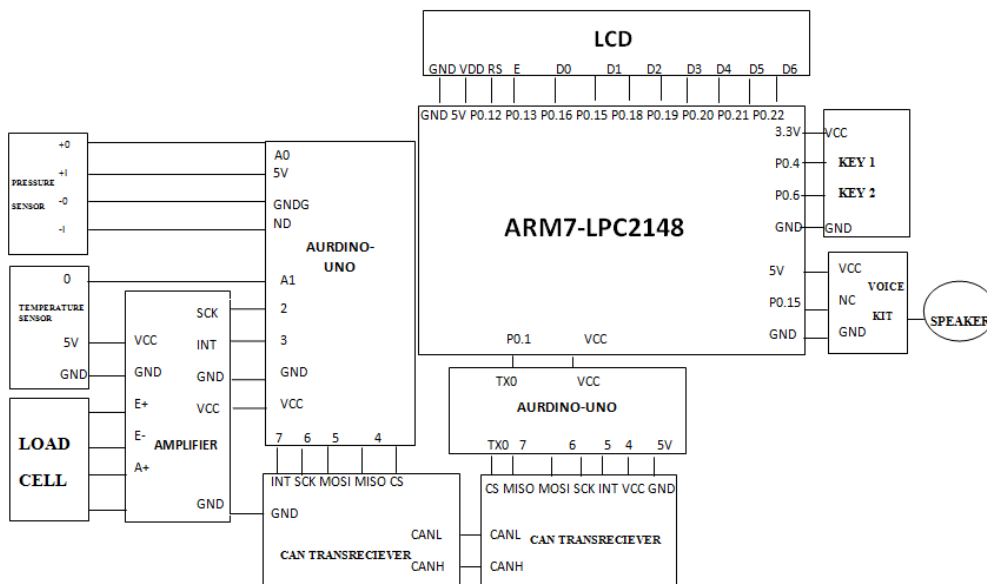 LCD
GND VDD RS E D0 D1 D2 D3 D4 D5 D6
GND 5V P0.12 P0.13 P0.16 P0.15 P0.18 P0.19 P0.20 P0.21 P0.22
ARM7-LPC2148
3.3V
P0.4
P0.6
GND
5V
P0.15
GND
P0.1 VCC
VCC
KEY 1
KEY 2
GND
VCC
NC
GND
VOICE
KIT
SPEAKER
+0
+I
-0
-I
PRESSURE
SENSOR
A0
5V
GNDG
ND
AURDINO-
UNO
A1
2
3
GND
VCC
7 6 5 4
0
TEMPERATURE
SENSOR
5V
GND
SCK
VCC INT
GND GND
E+ VCC
E-
AMPLIFIER
A+
GND
LOAD
CELL
TX0 VCC
AURDINO-UNO
TX0 7 6 5 4 5V
INT SCK MOSI MISO CS
GND
CANL
CANH
CAN TRANSRECIEVER
CS MISO MOSI SCK INT VCC GND
CANL
CAN TRANSRECIEVER
CANH